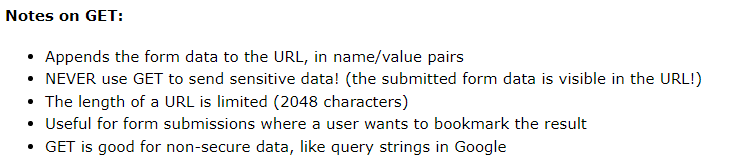 Notes on GET:
• Appends the form data to the URL, in name/value pairs
• NEVER use GET to send sensitive data! (the submitted form data is visible in the URL!)
• The length of a URL is limited (2048 characters)
• Useful for form submissions where a user wants to bookmark the result
• GET is good for non-secure data, like query strings in Google